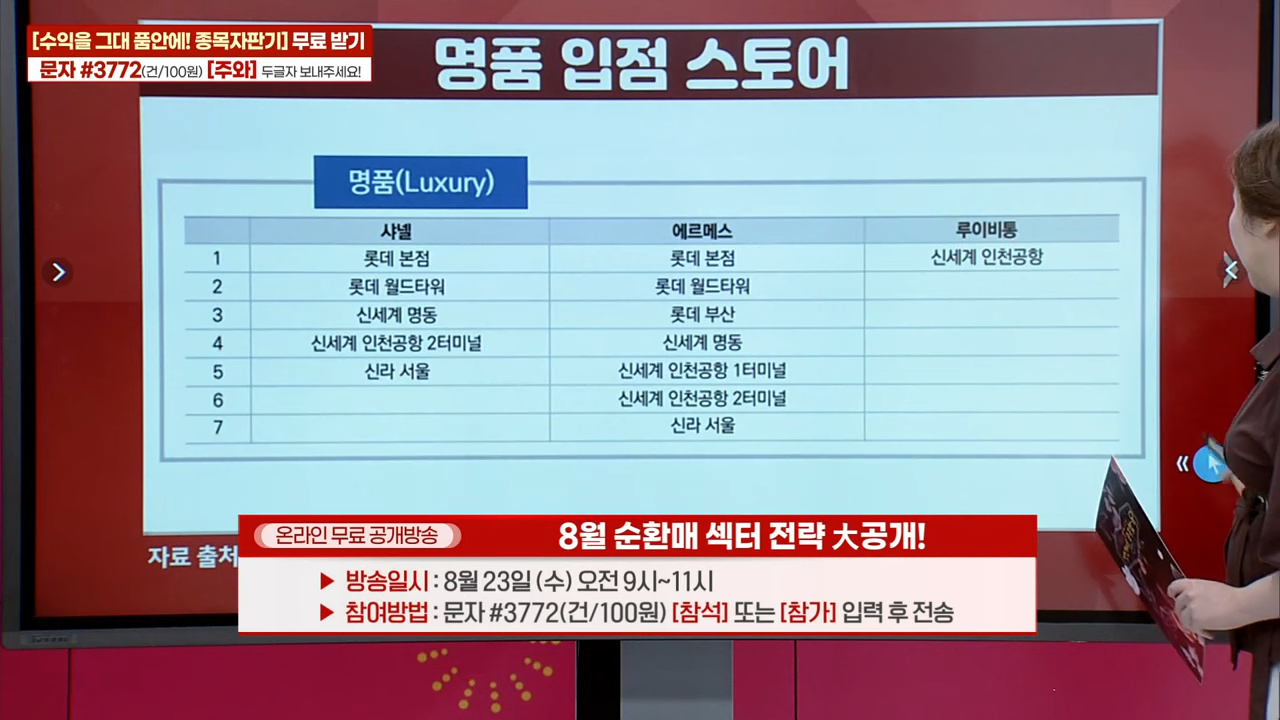 [수익을 그대 품안에! 종목자판기] 무료 받기
문자 #3772(건/100원) [주와] 두글자 보내주세요!
명품 입점 스토어
명품(Luxury)
샤넬 에르메스 루이비통
1 롯데 본점 롯데 본점 신세계 인천공항
2 롯데 월드타워 롯데 월드타워
3 신세계 명동 롯데 부산
4 신세계 인천공항 2터미널 신세계 명동
5 신라 서울 신세계 인천공항 1터미널
6 신세계 인천공항 2터미널
7 신라 서울
자료 출처
온라인 무료 공개방송 8월 순환매 섹터 전략 大공개!
▶ 방송일시 : 8월 23일 (수) 오전 9시~11시
▶ 참여방법 : 문자 #3772(건/100원) [참석] 또는 [참가] 입력 후 전송